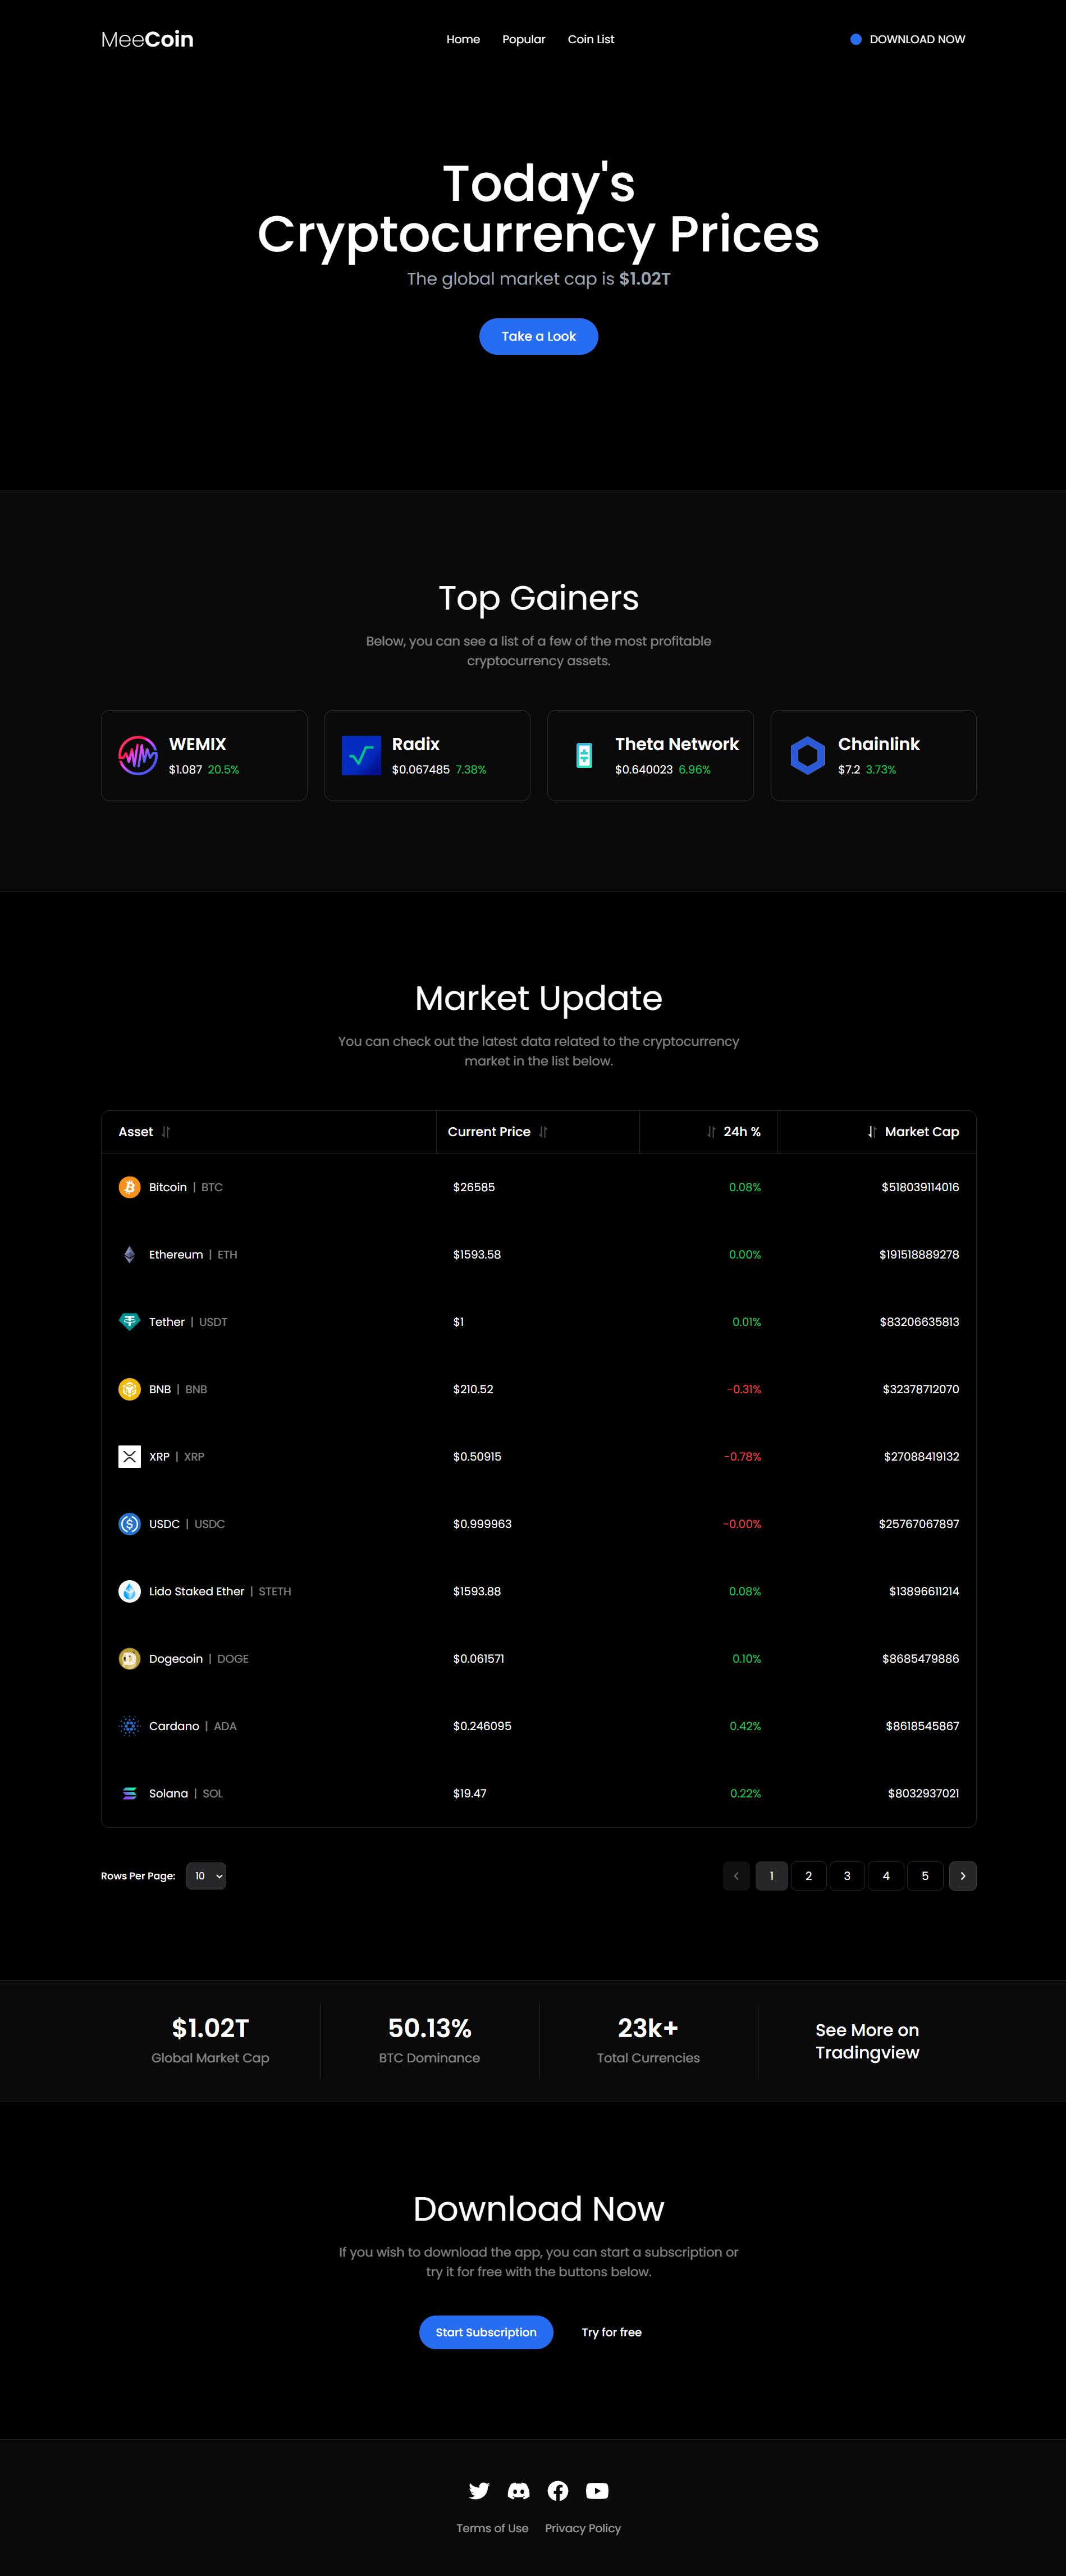 MeeCoin
Home Popular Coin List
DOWNLOAD NOW
Today's
Cryptocurrency Prices
The global market cap is $1.02T
Take a Look
Top Gainers
Below, you can see a list of a few of the most profitable
cryptocurrency assets.
WEMIX
$1.087 20.5%
Radix
$0.067485 7.38%
Theta Network
$0.640023 6.96%
Chainlink
$7.2 3.73%
Market Update
You can check out the latest data related to the cryptocurrency
market in the list below.
Asset Current Price 24h % Market Cap
Bitcoin | BTC $26585 0.08% $518039114016
Ethereum | ETH $1593.58 0.00% $191518889278
Tether | USDT $1 0.01% $83206635813
BNB | BNB $210.52 -0.31% $32378712070
XRP | XRP $0.50915 -0.78% $27088419132
USDC | USDC $0.999963 -0.00% $25767067897
Lido Staked Ether | STETH $1593.88 0.08% $13896611214
Dogecoin | DOGE $0.061571 0.10% $8685479886
Cardano | ADA $0.246095 0.42% $8618545867
Solana | SOL $19.47 0.22% $8032937021
Rows Per Page: 10
1 2 3 4 5
$1.02T
Global Market Cap
50.13%
BTC Dominance
23k+
Total Currencies
See More on
Tradingview
Download Now
If you wish to download the app, you can start a subscription or
try it for free with the buttons below.
Start Subscription Try for free
Terms of Use Privacy Policy